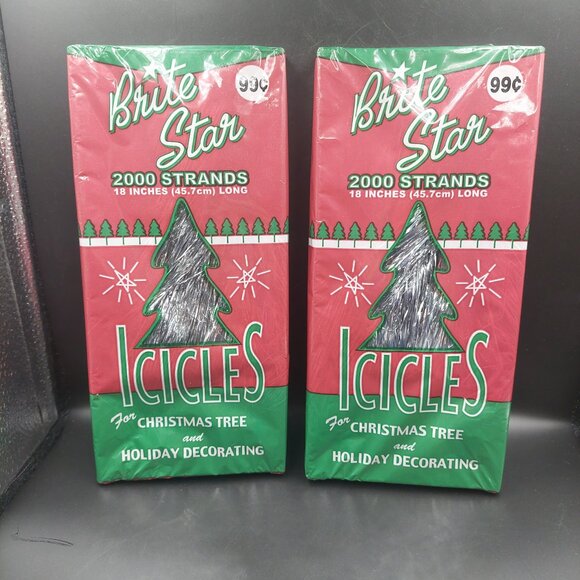 Brite
Star
99¢
2000 STRANDS
18 INCHES (45.7cm) LONG
ICICLES
For CHRISTMAS TREE
and
HOLIDAY DECORATING
Brite
Star
99¢
2000 STRANDS
18 INCHES (45.7cm) LONG
ICICLES
For CHRISTMAS TREE
and
HOLIDAY DECORATING